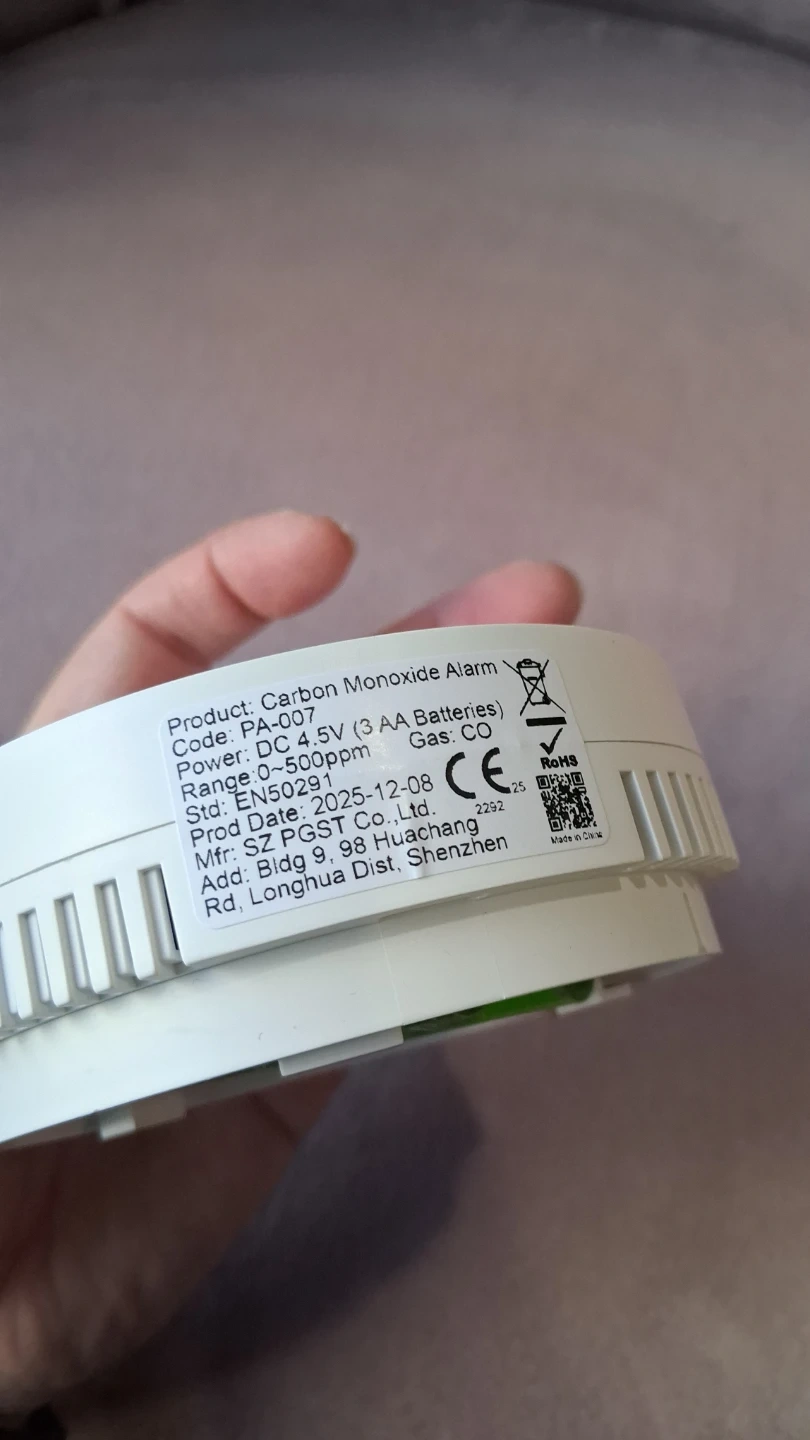 Product: Carbon Monoxide Alarm
Code: PA-007
Power: DC 4.5V (3 AA Batteries)
Range:0~500ppm Gas: CO
Std: EN50291
Prod Date: 2025-12-08
Mfr: SZ PGST Co.,Ltd.
Add: Bldg 9, 98 Huachang
Rd, Longhua Dist, Shenzhen
CE 25
2292
RoHS
Made in China